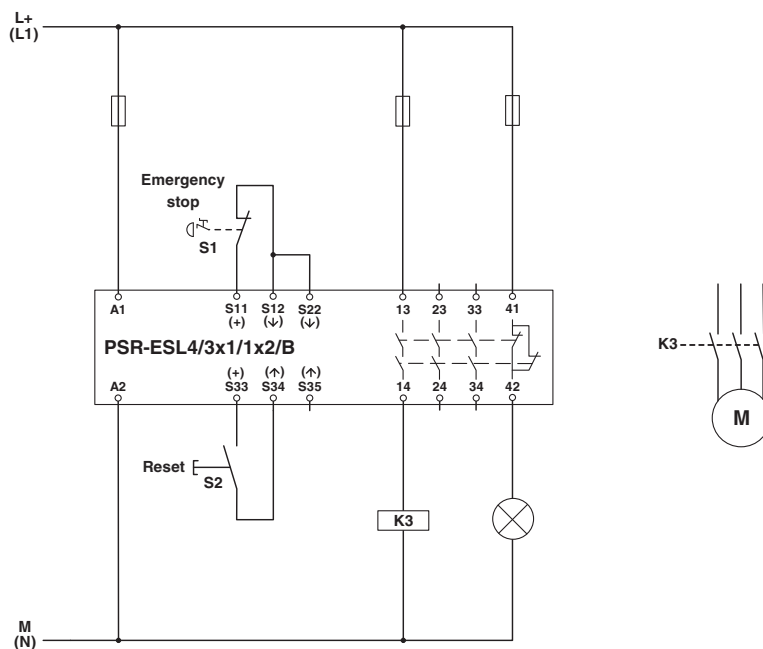 L+
(L1)
Emergency
stop
S1
A1
S11
(+)
S12
(↓)
S22
(↓)
13
23
33
41
PSR-ESL4/3x1/1x2/B
A2
(+)
S33
(↑)
S34
(↑)
S35
14
24
34
42
Reset
S2
K3
K3
M
M
(N)